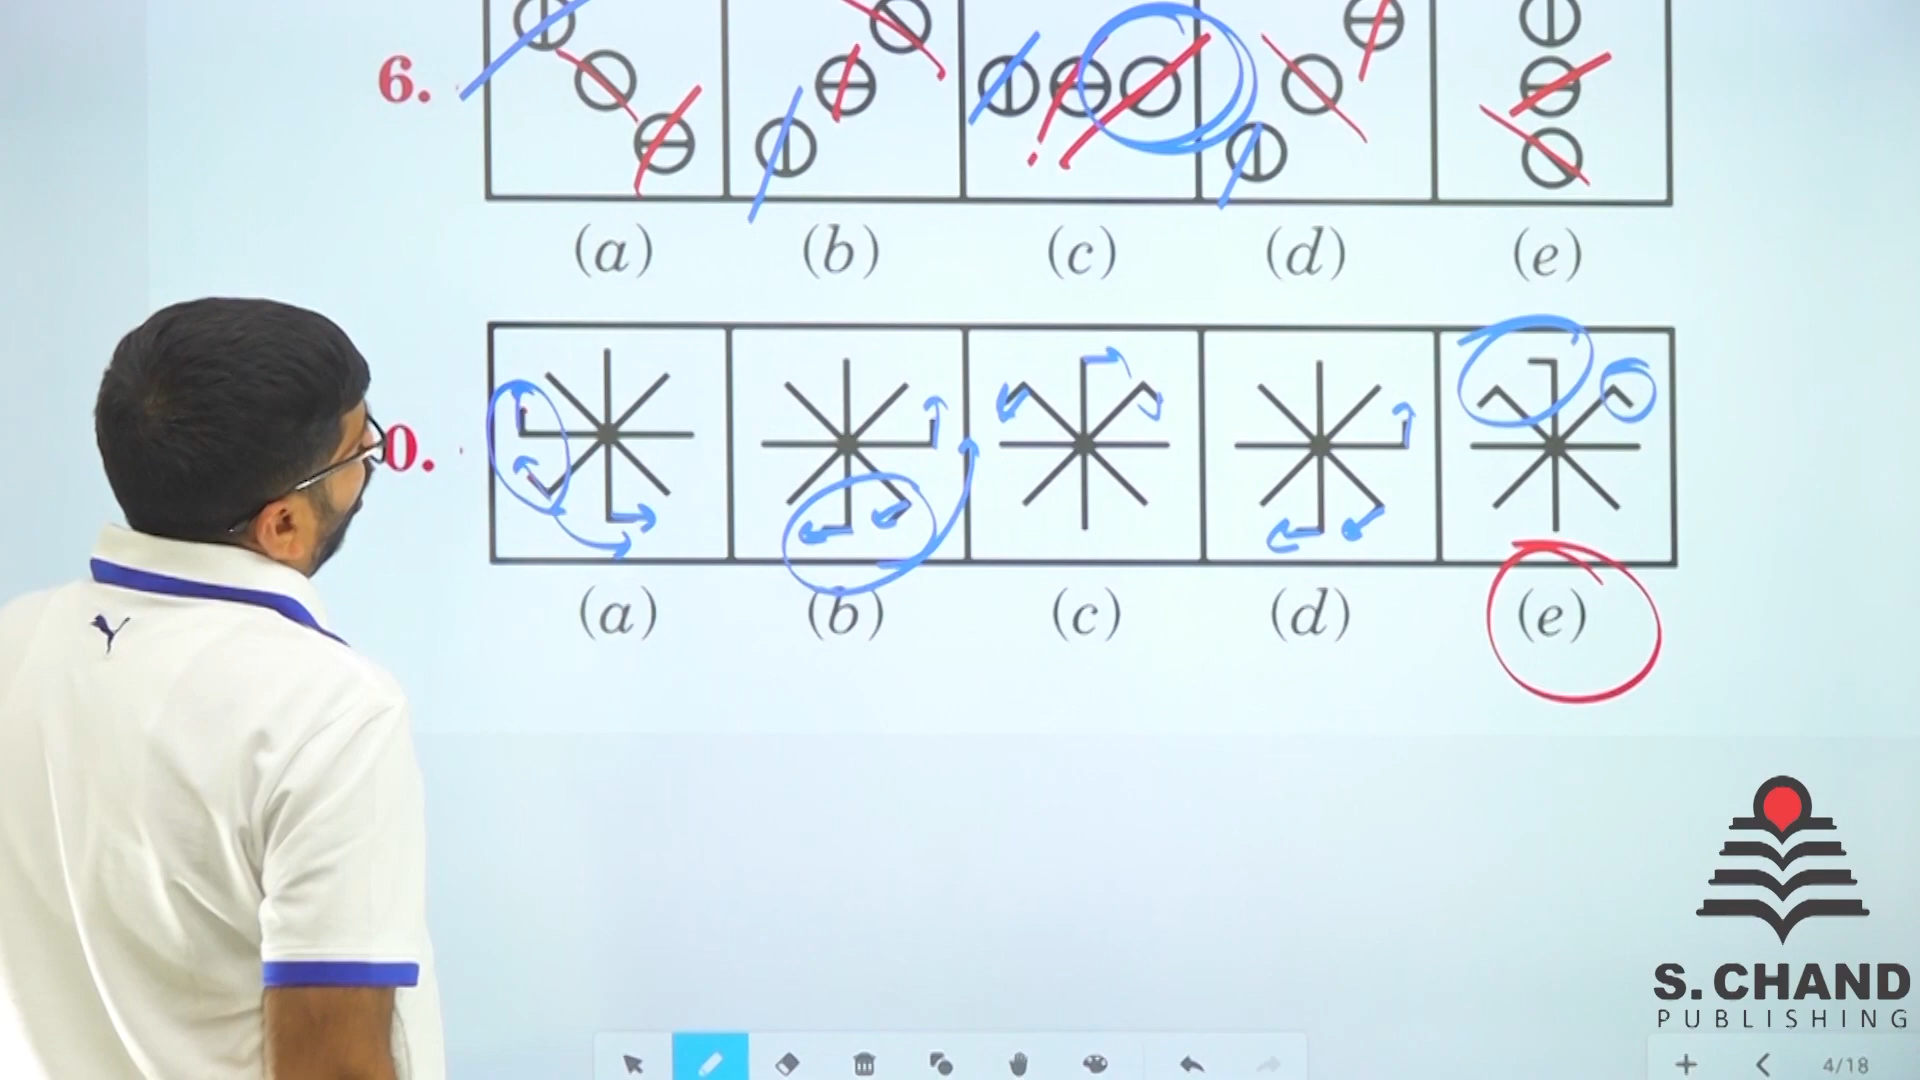 6.
(a) (b) (c) (d) (e)
0.
(a) (b) (c) (d) (e)
S. CHAND
PUBLISHING
4/18